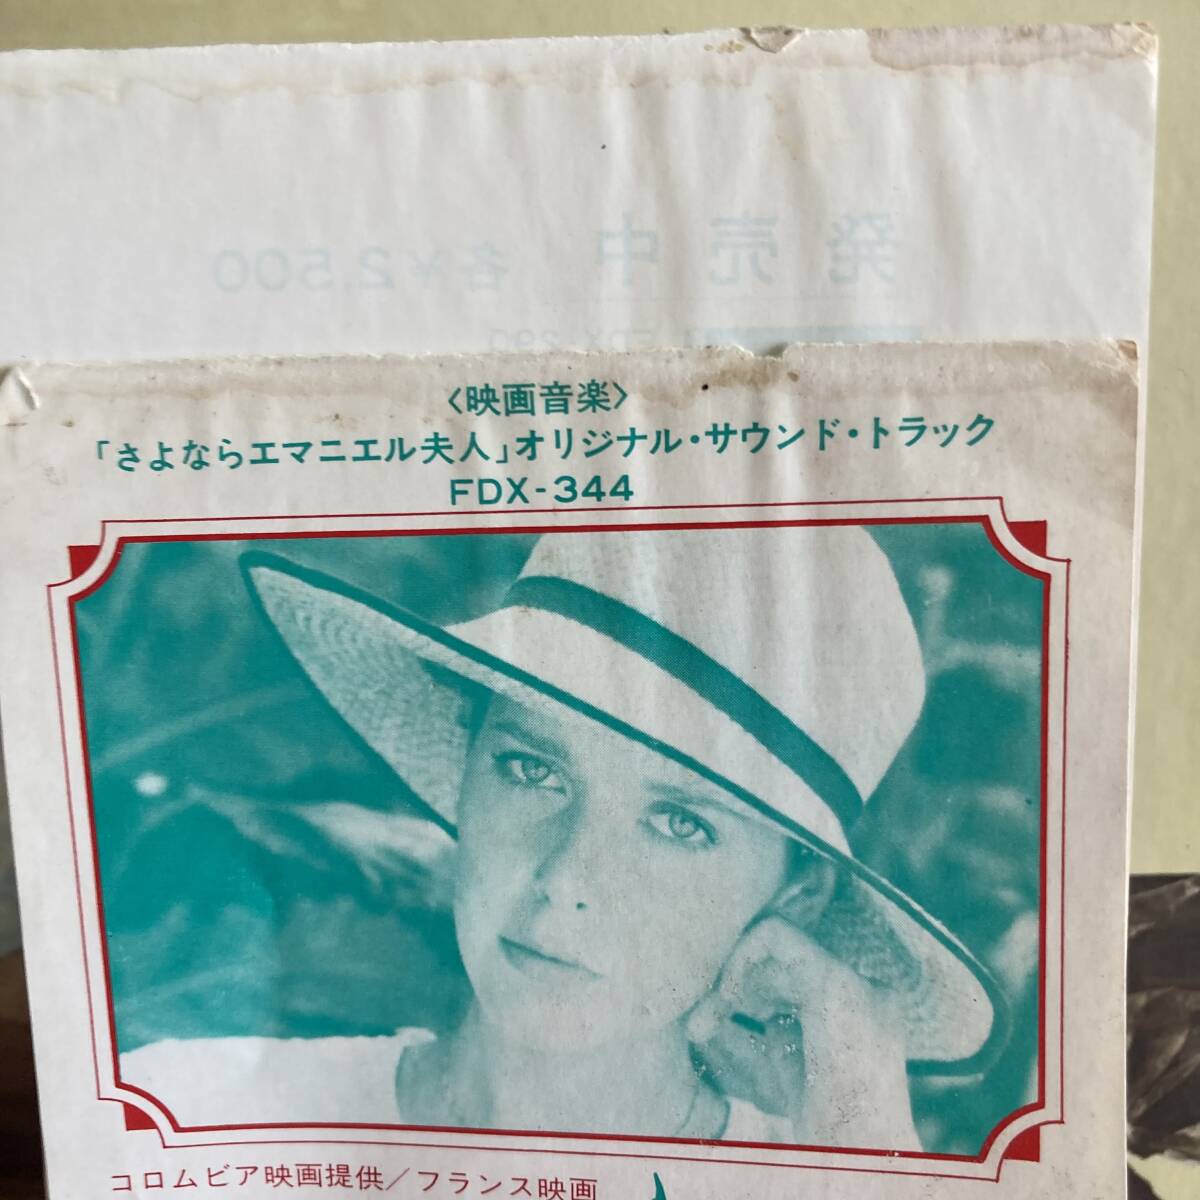 発売中 各￥2,500
FDX-290
〈映画音楽〉
「さよならエマニエル夫人」オリジナル・サウンド・トラック
FDX-344
コロムビア映画提供／フランス映画